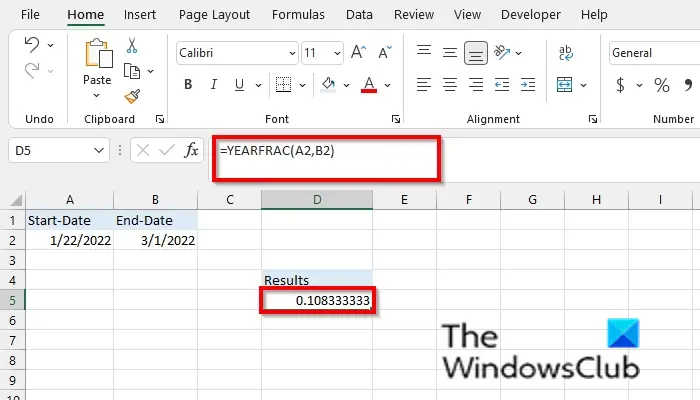 File Home Insert Page Layout Formulas Data Review View Developer Help
Calibri 11 A A General
Paste B I U A ab c $ % 
Undo Clipboard Font Alignment
D5 fx =YEARFRAC(A2,B2)
A B C D E F G H I
1 Start-Date End-Date
2 1/22/2022 3/1/2022
3
4 Results
5 0.108333333
6
7
8
9
10
The
WindowsClub